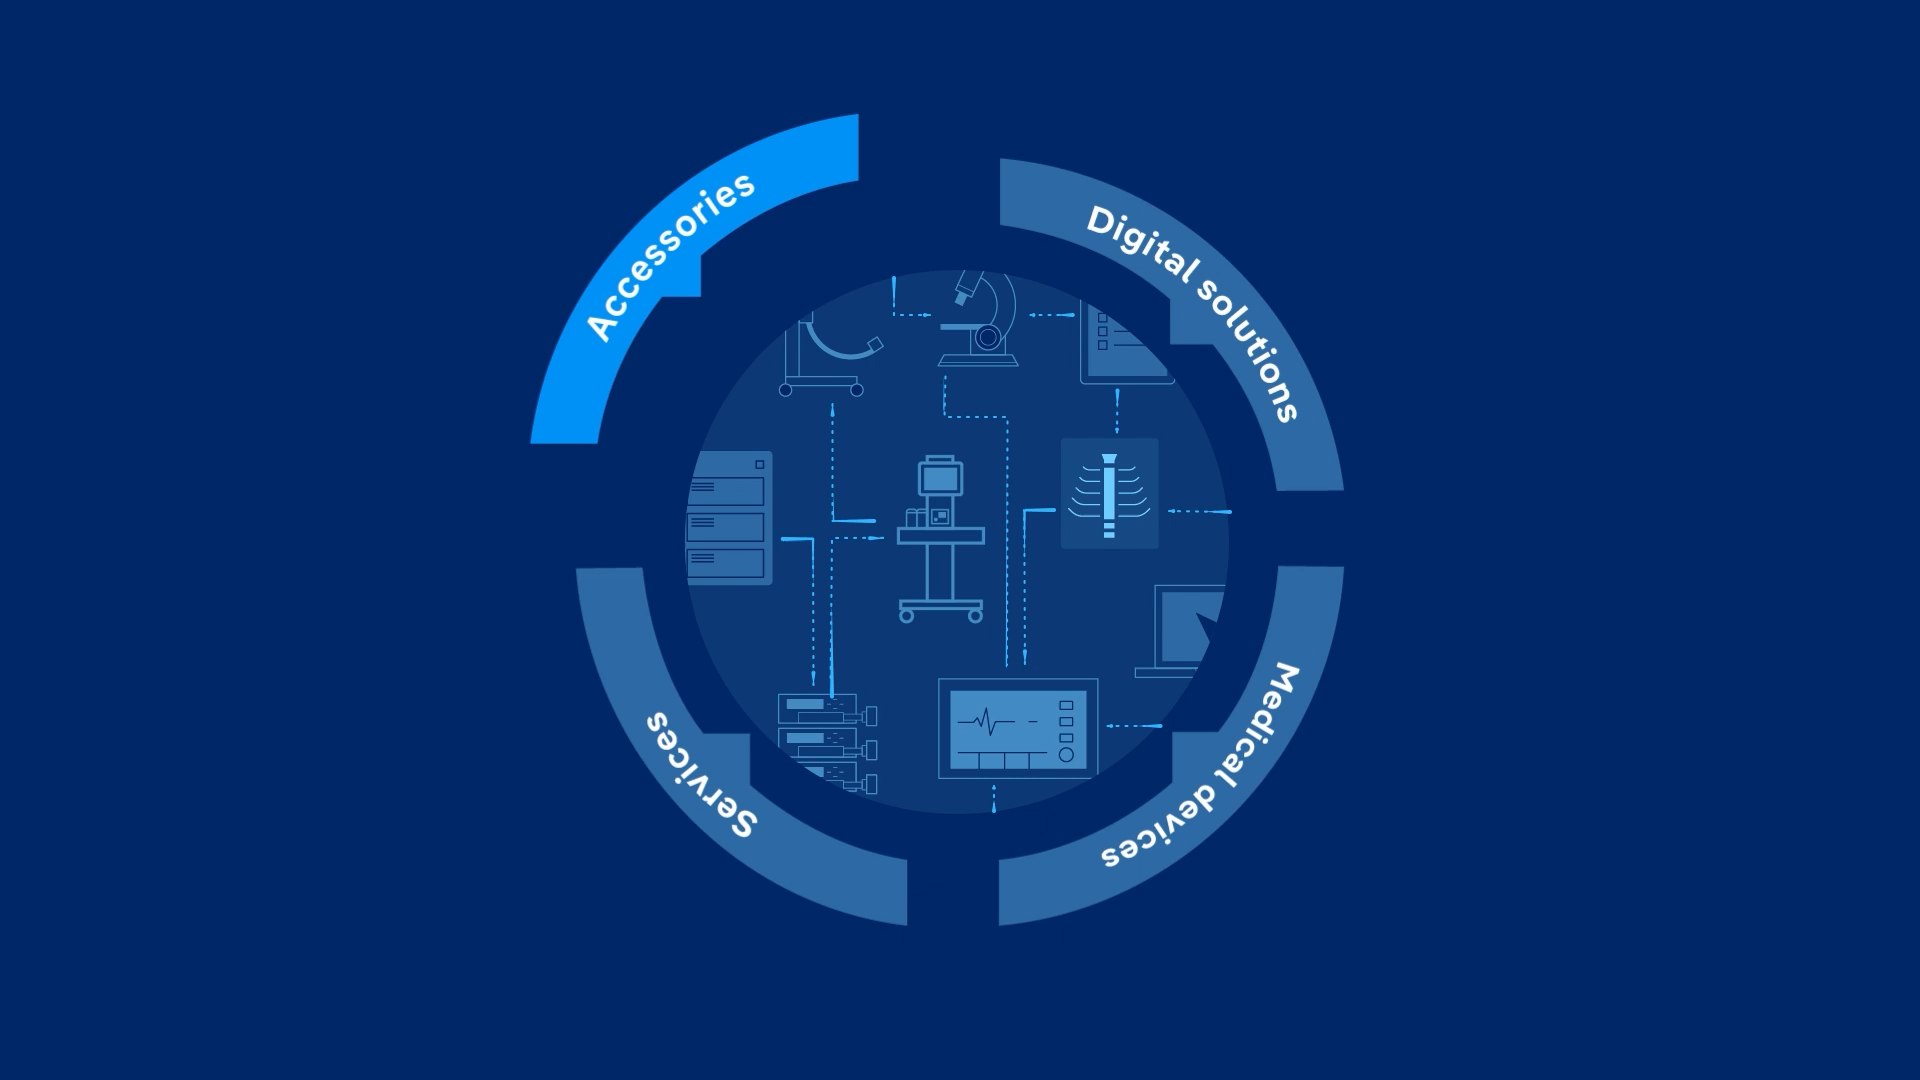 Accessories
Digital solutions
Medical devices
Services